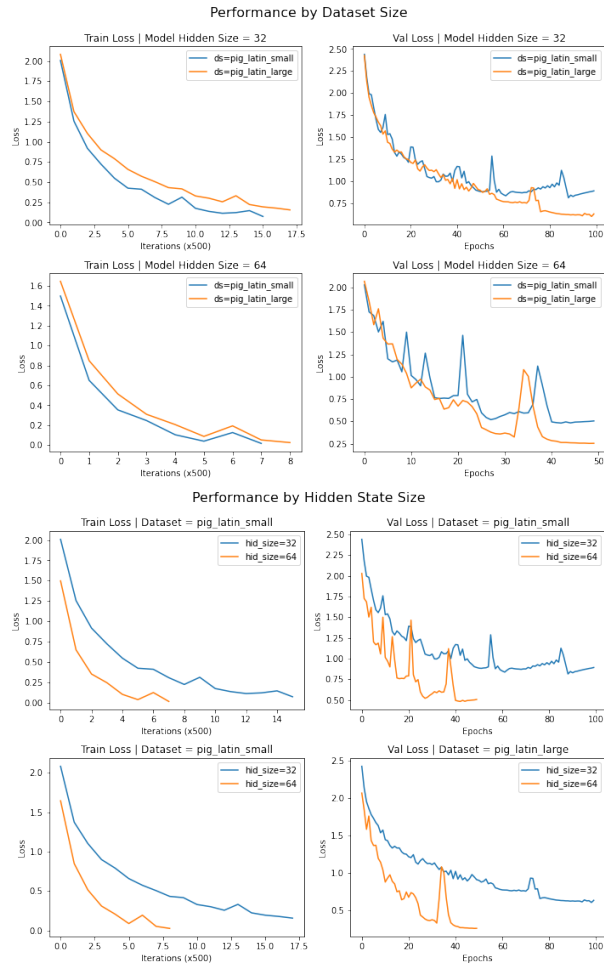 Performance by Dataset Size
Train Loss | Model Hidden Size = 32
Loss
2.00
1.75
1.50
1.25
1.00
0.75
0.50
0.25
0.00
ds=pig_latin_small
ds=pig_latin_large
0.0 2.5 5.0 7.5 10.0 12.5 15.0 17.5
Iterations (x500)
Val Loss | Model Hidden Size = 32
Loss
2.50
2.25
2.00
1.75
1.50
1.25
1.00
0.75
ds=pig_latin_small
ds=pig_latin_large
0 20 40 60 80 100
Epochs
Train Loss | Model Hidden Size = 64
Loss
1.6
1.4
1.2
1.0
0.8
0.6
0.4
0.2
0.0
ds=pig_latin_small
ds=pig_latin_large
0 1 2 3 4 5 6 7 8
Iterations (x500)
Val Loss | Model Hidden Size = 64
Loss
2.00
1.75
1.50
1.25
1.00
0.75
0.50
0.25
ds=pig_latin_small
ds=pig_latin_large
0 10 20 30 40 50
Epochs
Performance by Hidden State Size
Train Loss | Dataset = pig_latin_small
Loss
2.00
1.75
1.50
1.25
1.00
0.75
0.50
0.25
0.00
hid_size=32
hid_size=64
0 2 4 6 8 10 12 14
Iterations (x500)
Val Loss | Dataset = pig_latin_small
Loss
2.50
2.25
2.00
1.75
1.50
1.25
1.00
0.75
0.50
hid_size=32
hid_size=64
0 20 40 60 80 100
Epochs
Train Loss | Dataset = pig_latin_small
Loss
2.0
1.5
1.0
0.5
0.0
hid_size=32
hid_size=64
0.0 2.5 5.0 7.5 10.0 12.5 15.0 17.5
Iterations (x500)
Val Loss | Dataset = pig_latin_large
Loss
2.5
2.0
1.5
1.0
0.5
hid_size=32
hid_size=64
0 20 40 60 80 100
Epochs